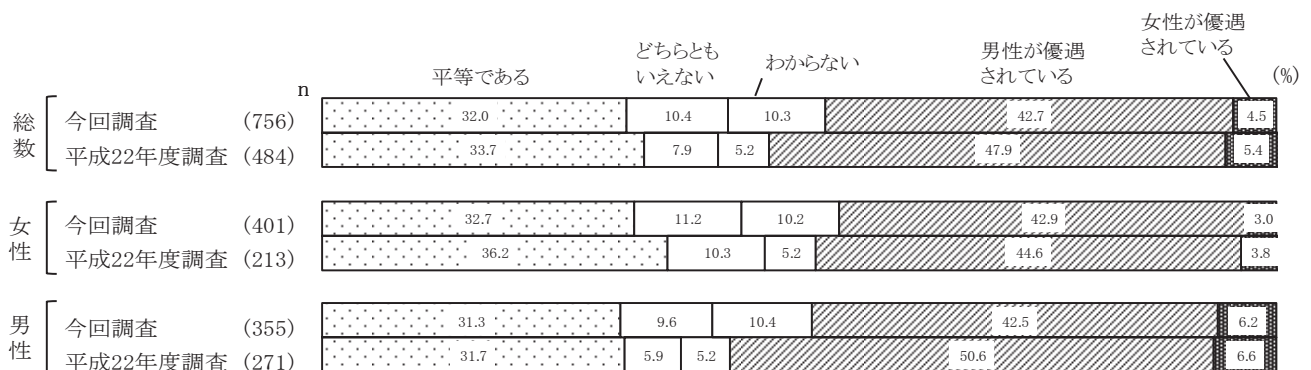 女性が優遇
されている
どちらとも
いえない
わからない
男性が優遇
されている
平等である
(%)
n
総数
今回調査 (756) 32.0 10.4 10.3 42.7 4.5
平成22年度調査 (484) 33.7 7.9 5.2 47.9 5.4
女性
今回調査 (401) 32.7 11.2 10.2 42.9 3.0
平成22年度調査 (213) 36.2 10.3 5.2 44.6 3.8
男性
今回調査 (355) 31.3 9.6 10.4 42.5 6.2
平成22年度調査 (271) 31.7 5.9 5.2 50.6 6.6